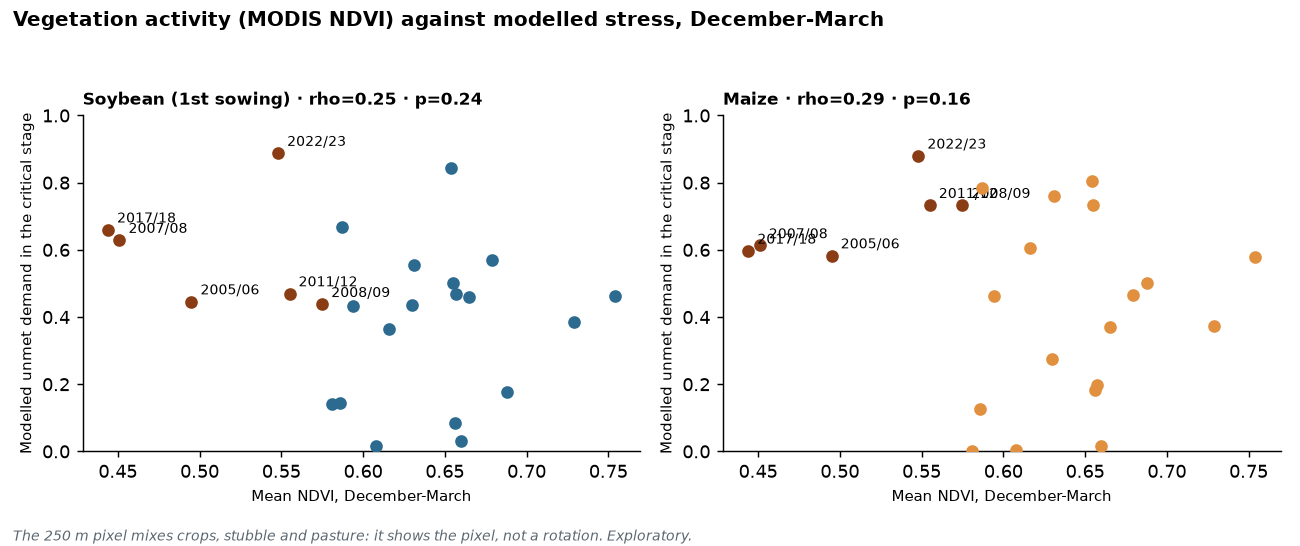 Vegetation activity (MODIS NDVI) against modelled stress, December-March
Soybean (1st sowing) · rho=0.25 · p=0.24
Modelled unmet demand in the critical stage
1.0
0.8
0.6
0.4
0.2
0.0
2022/23
2017/18
2007/08
2005/06
2011/12
2008/09
0.45 0.50 0.55 0.60 0.65 0.70 0.75
Mean NDVI, December-March
Maize · rho=0.29 · p=0.16
Modelled unmet demand in the critical stage
1.0
0.8
0.6
0.4
0.2
0.0
2022/23
2011/12
2008/09
2007/08
2017/18
2005/06
0.45 0.50 0.55 0.60 0.65 0.70 0.75
Mean NDVI, December-March
The 250 m pixel mixes crops, stubble and pasture: it shows the pixel, not a rotation. Exploratory.